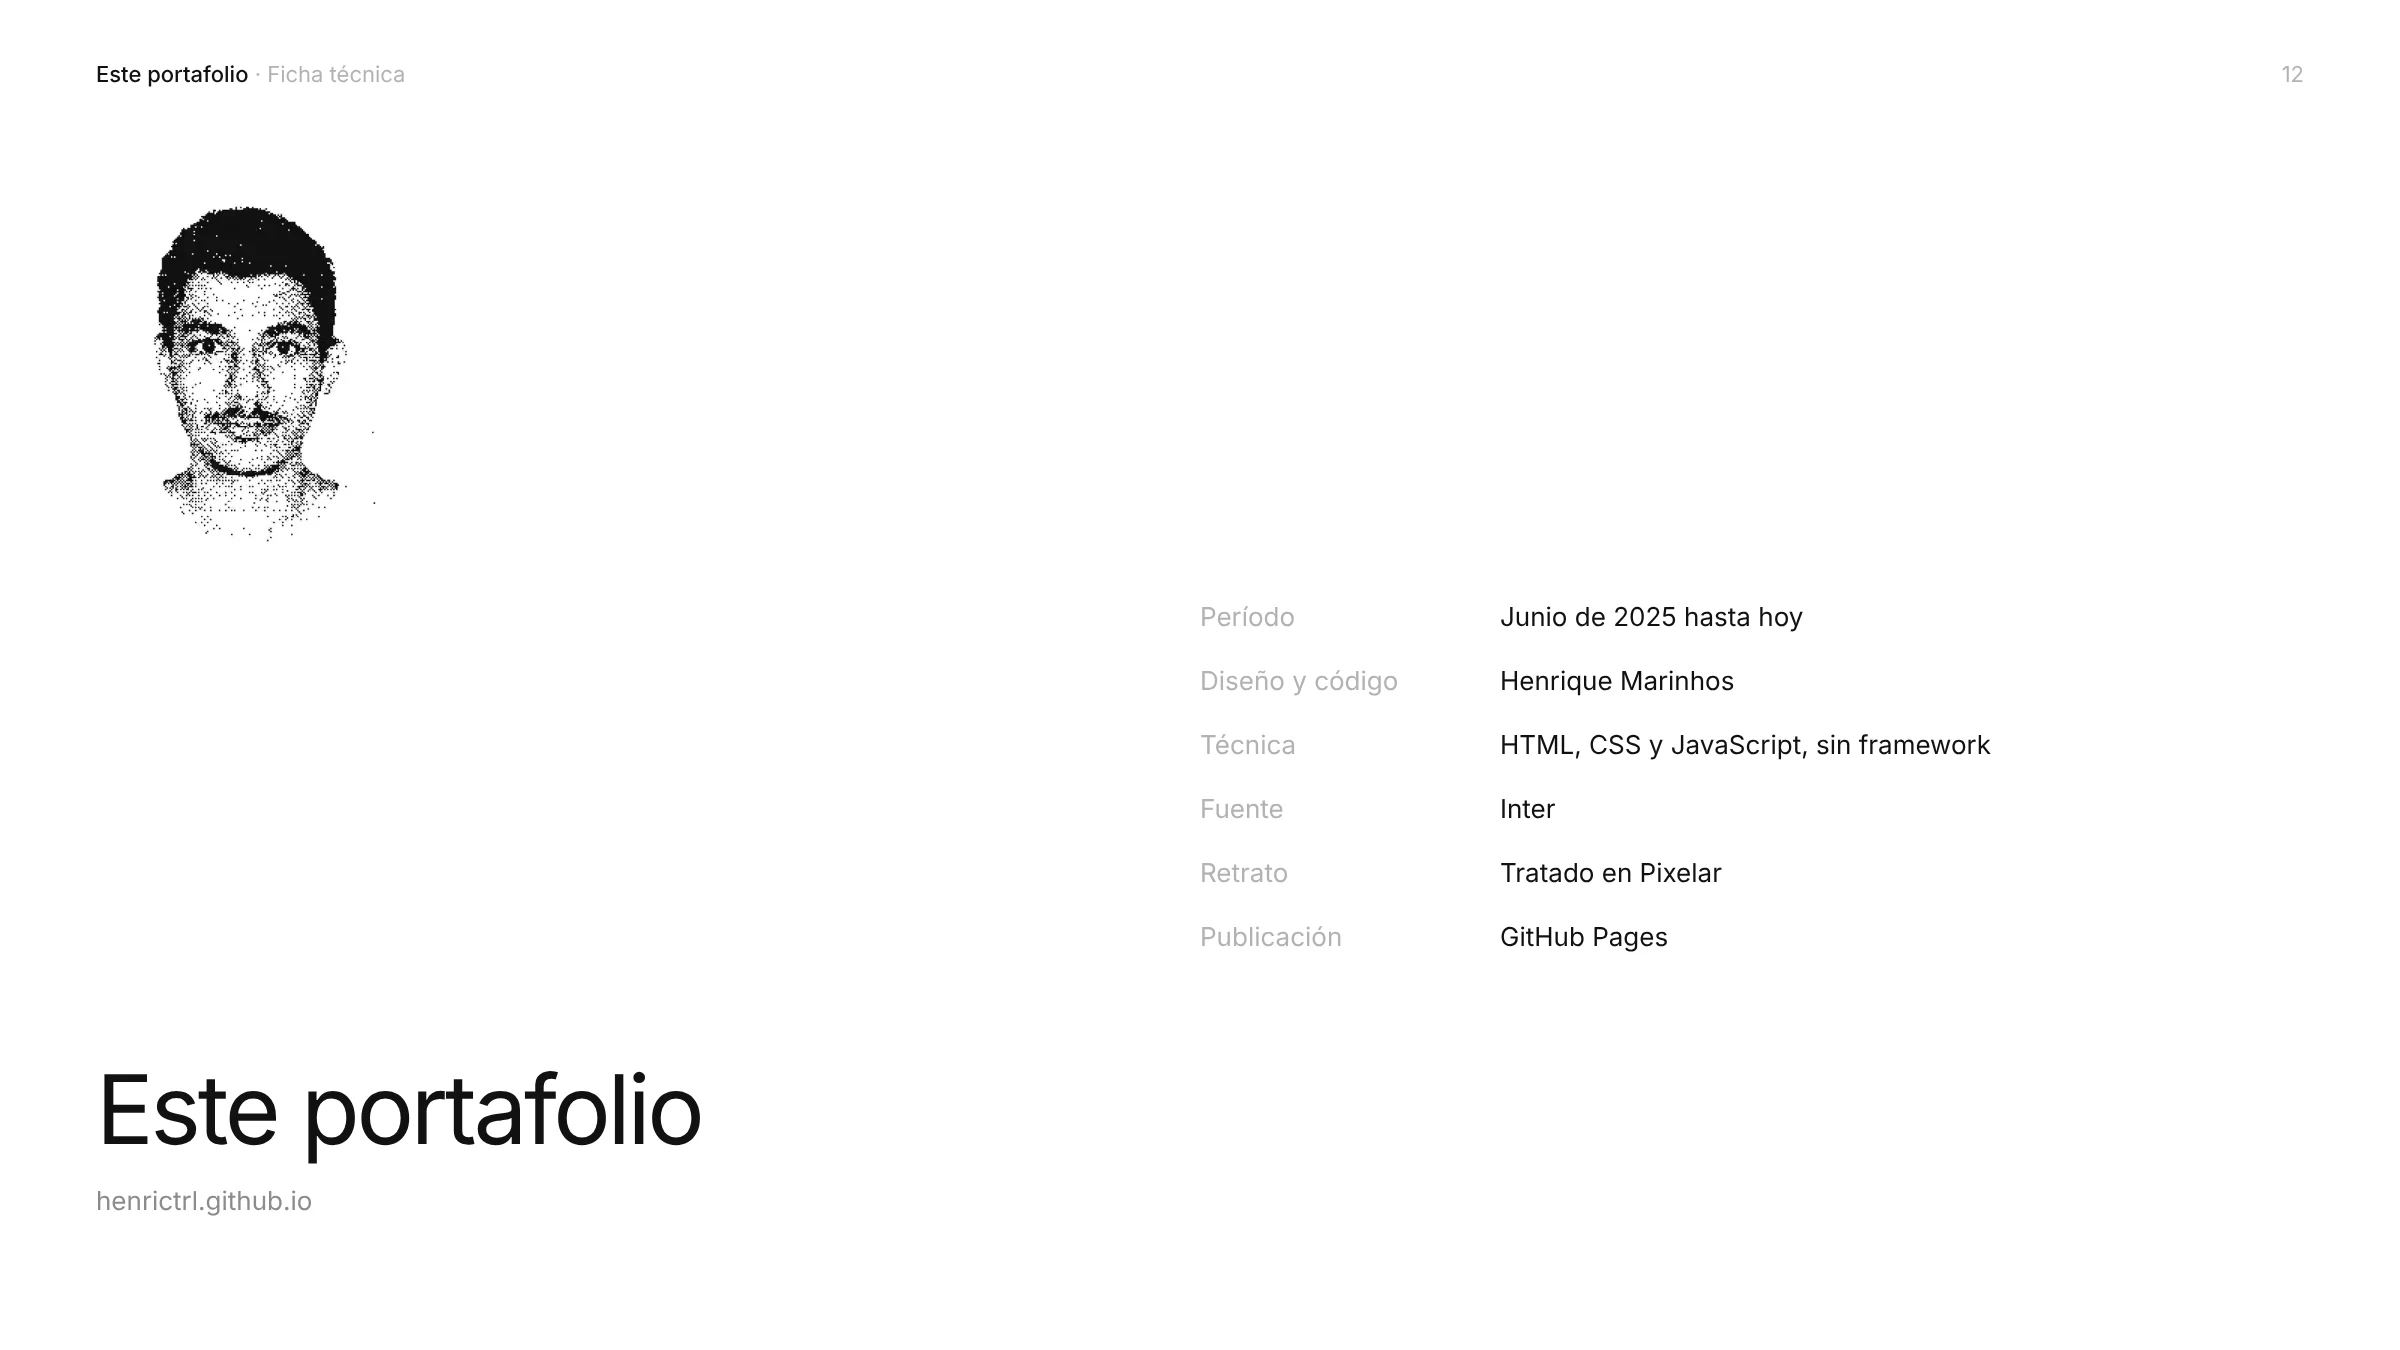 Este portafolio · Ficha técnica
12
Período Junio de 2025 hasta hoy
Diseño y código Henrique Marinhos
Técnica HTML, CSS y JavaScript, sin framework
Fuente Inter
Retrato Tratado en Pixelar
Publicación GitHub Pages
Este portafolio
henrictrl.github.io